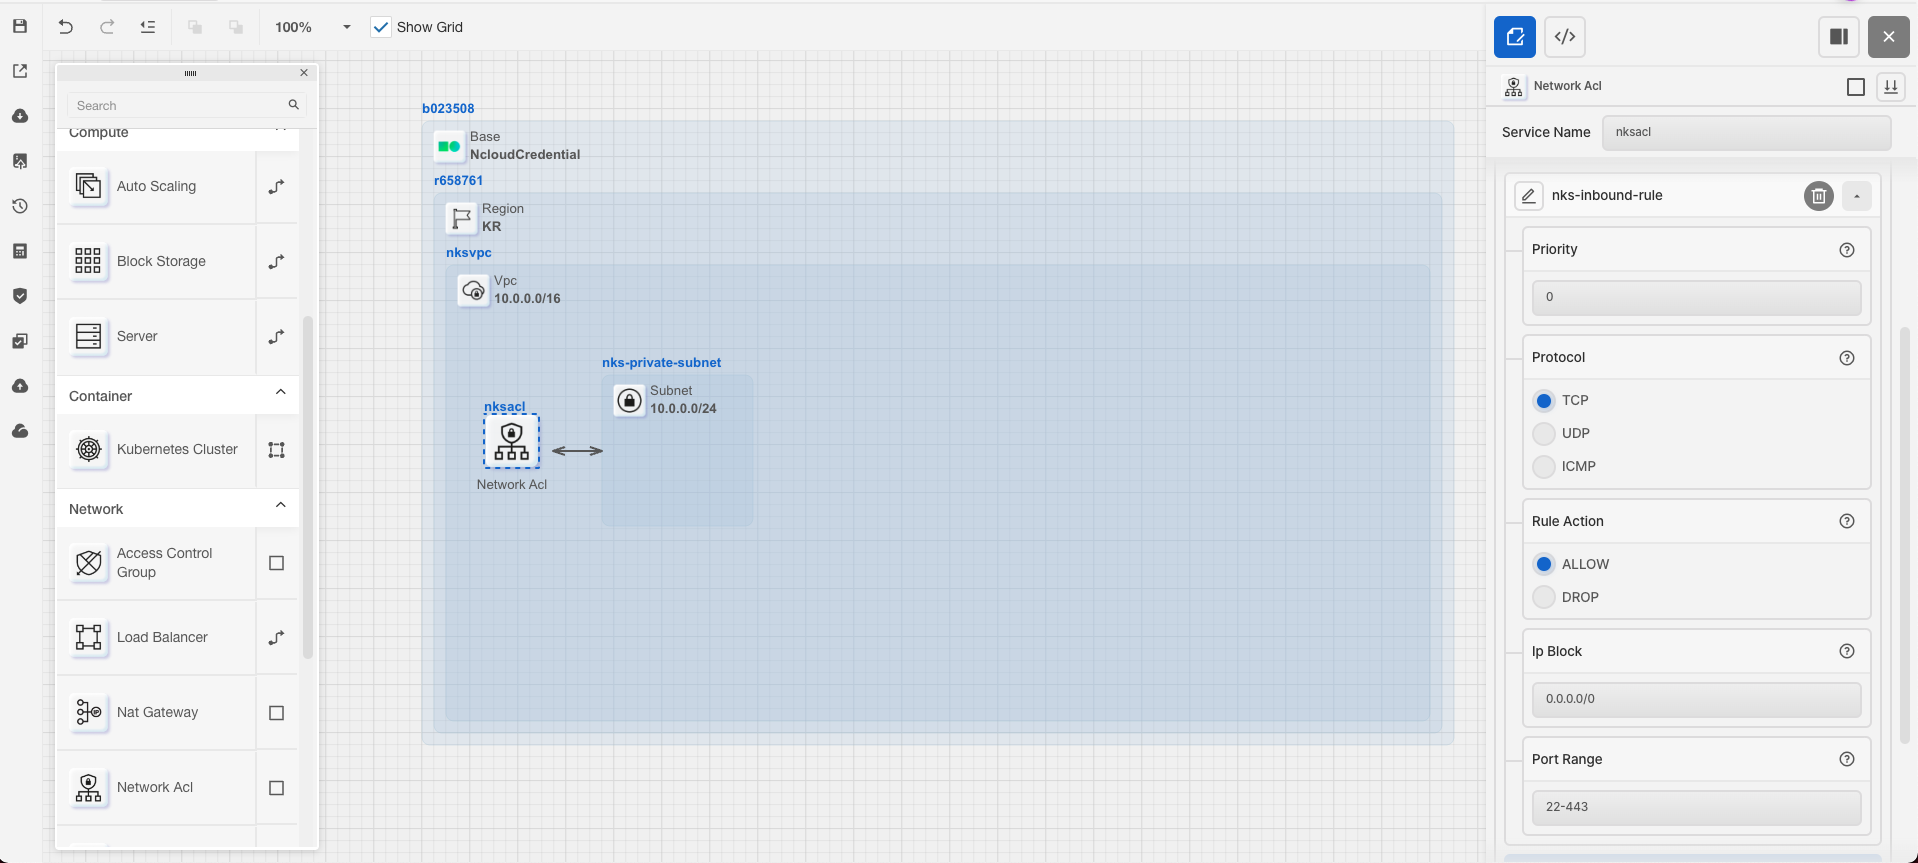 100%
Show Grid
Search
Compute
Auto Scaling
Block Storage
Server
Container
Kubernetes Cluster
Network
Access Control
Group
Load Balancer
Nat Gateway
Network Acl
b023508
Base
NcloudCredential
r658761
Region
KR
nksvpc
Vpc
10.0.0.0/16
nks-private-subnet
Subnet
10.0.0.0/24
nksacl
Network Acl
</>
Network Acl
Service Name
nksacl
nks-inbound-rule
Priority
0
Protocol
TCP
UDP
ICMP
Rule Action
ALLOW
DROP
Ip Block
0.0.0.0/0
Port Range
22-443